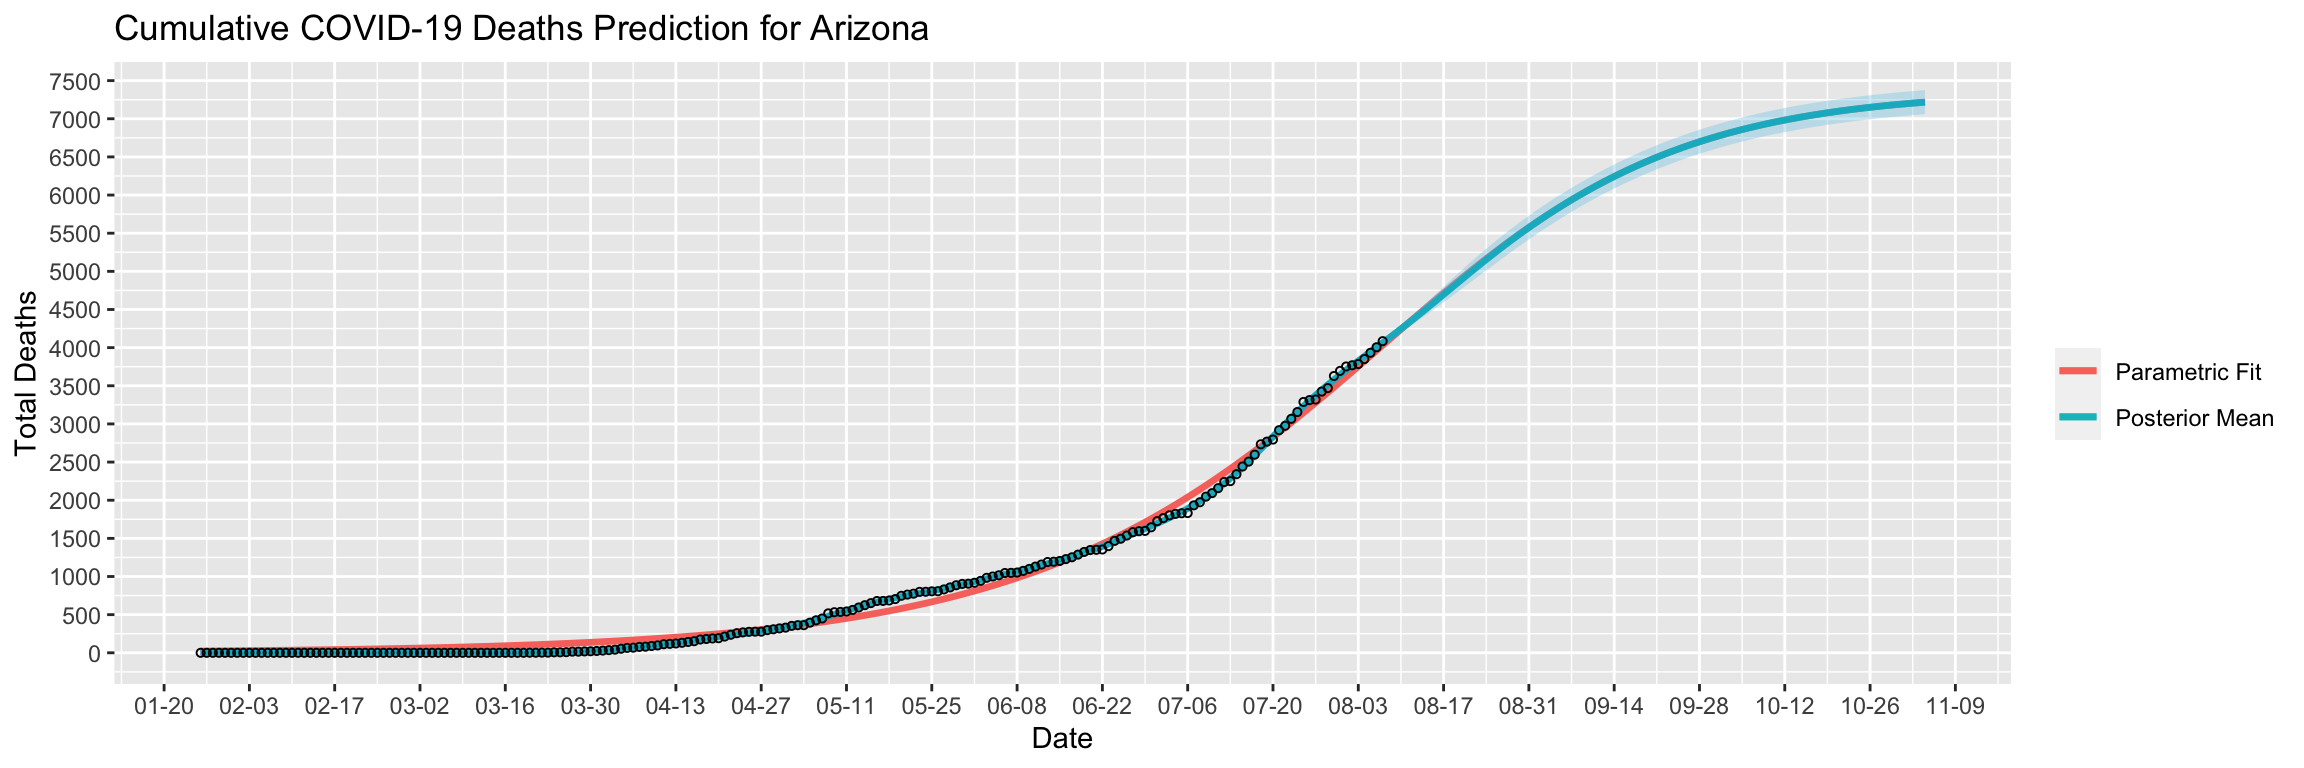 Cumulative COVID-19 Deaths Prediction for Arizona
7500
7000
6500
6000
5500
5000
4500
4000
3500
3000
2500
2000
1500
1000
500
0
Total Deaths
01-20 02-03 02-17 03-02 03-16 03-30 04-13 04-27 05-11 05-25 06-08 06-22 07-06 07-20 08-03 08-17 08-31 09-14 09-28 10-12 10-26 11-09
Date
Parametric Fit
Posterior Mean